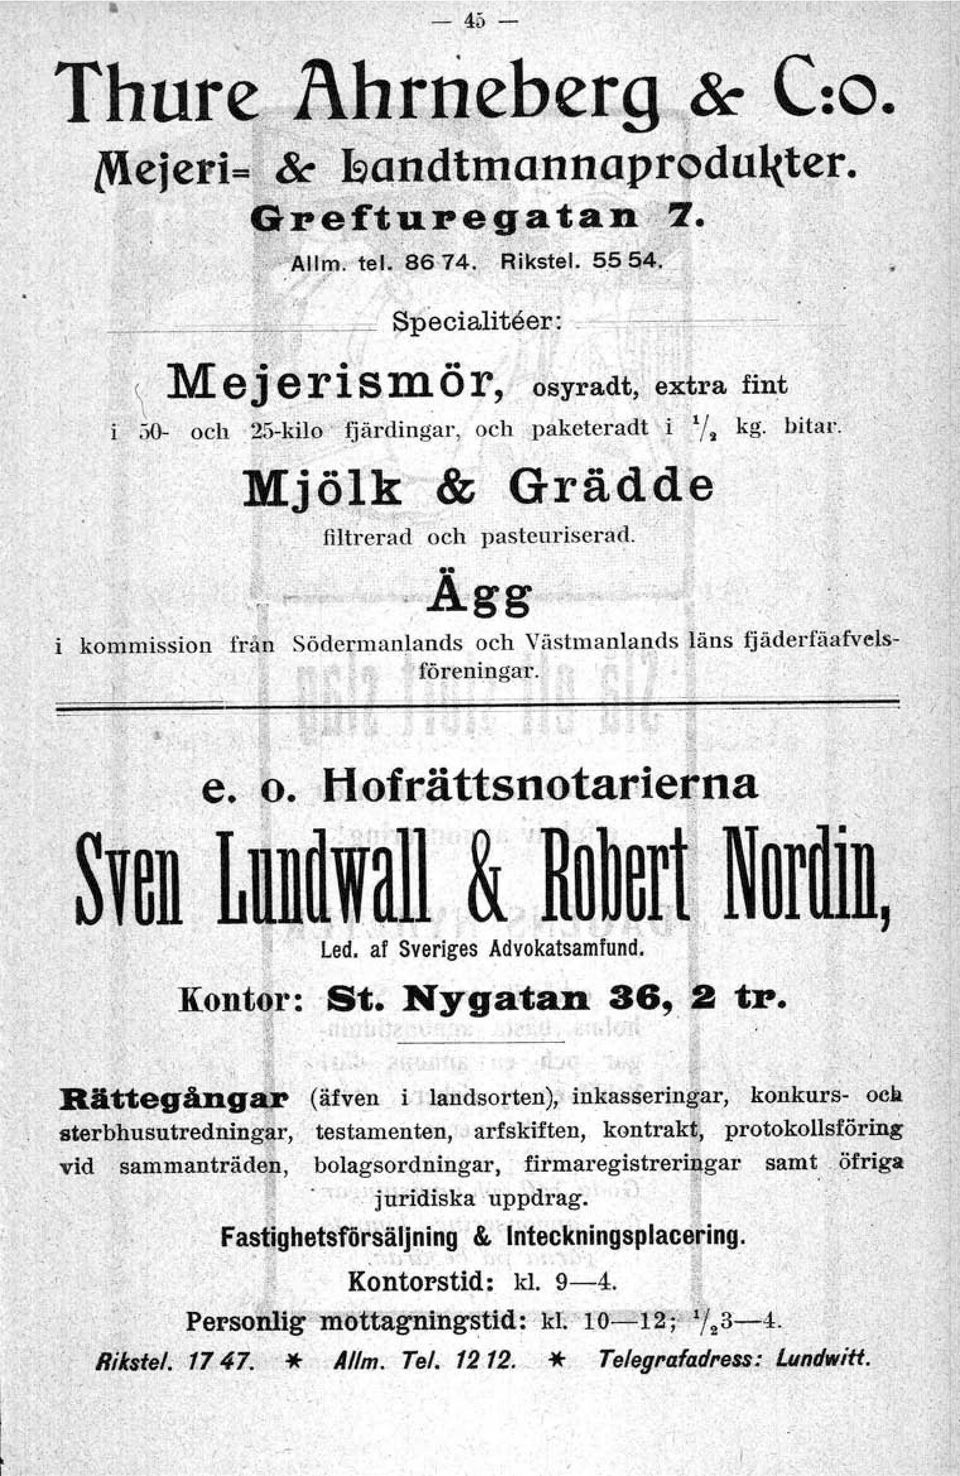 — 45 —
Thure Ahrneberg & C:o.
Mejeri= & Landtmannaprodukter.
Grefturegatan 7.
Allm. tel. 86 74. Rikstel. 55 54.
Specialitéer:
Mejerismör, osyradt, extra fint
i 50- och 25-kilo fjärdingar, och paketeradt i 1/2 kg. bitar.
Mjölk & Grädde
filtrerad och pasteuriserad.
Ägg
i kommission från Södermanlands och Västmanlands läns fjäderfäafvels-
föreningar.
e. o. Hofrättsnotarierna
Sven Lundwall & Robert Nordin,
Led. af Sveriges Advokatsamfund.
Kontor: St. Nygatan 36, 2 tr.
Rättegångar (äfven i landsorten), inkasseringar, konkurs- och
sterbhusutredningar, testamenten, arfskiften, kontrakt, protokollsföring
vid sammanträden, bolagsordningar, firmaregistreringar samt öfriga
juridiska uppdrag.
Fastighetsförsäljning & Inteckningsplacering.
Kontorstid: kl. 9—4.
Personlig mottagningstid: kl. 10—12; 1/2 3—4.
Rikstel. 17 47. * Allm. Tel. 12 12. * Telegrafadress: Lundwitt.